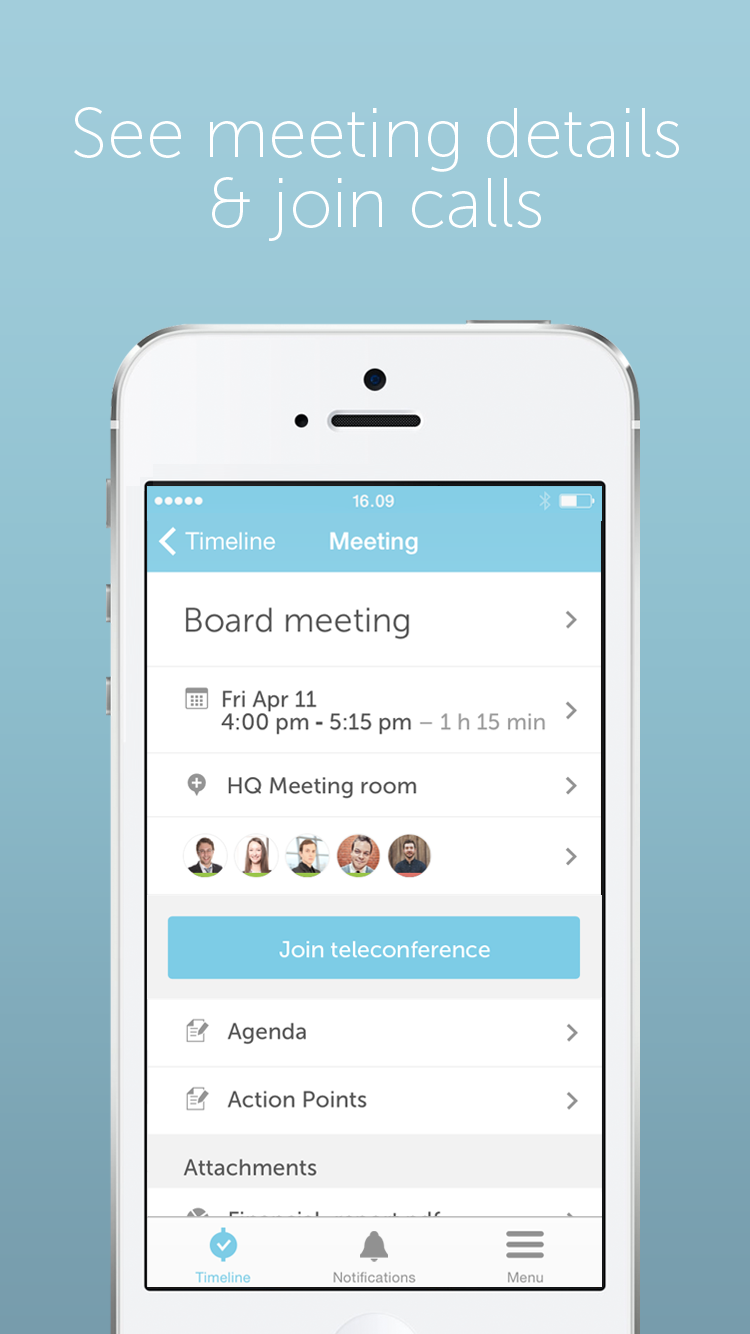 See meeting details
& join calls
16.09
Timeline
Meeting
Board meeting
Fri Apr 11
4:00 pm - 5:15 pm – 1 h 15 min
HQ Meeting room
Join teleconference
Agenda
Action Points
Attachments
Timeline
Notifications
Menu